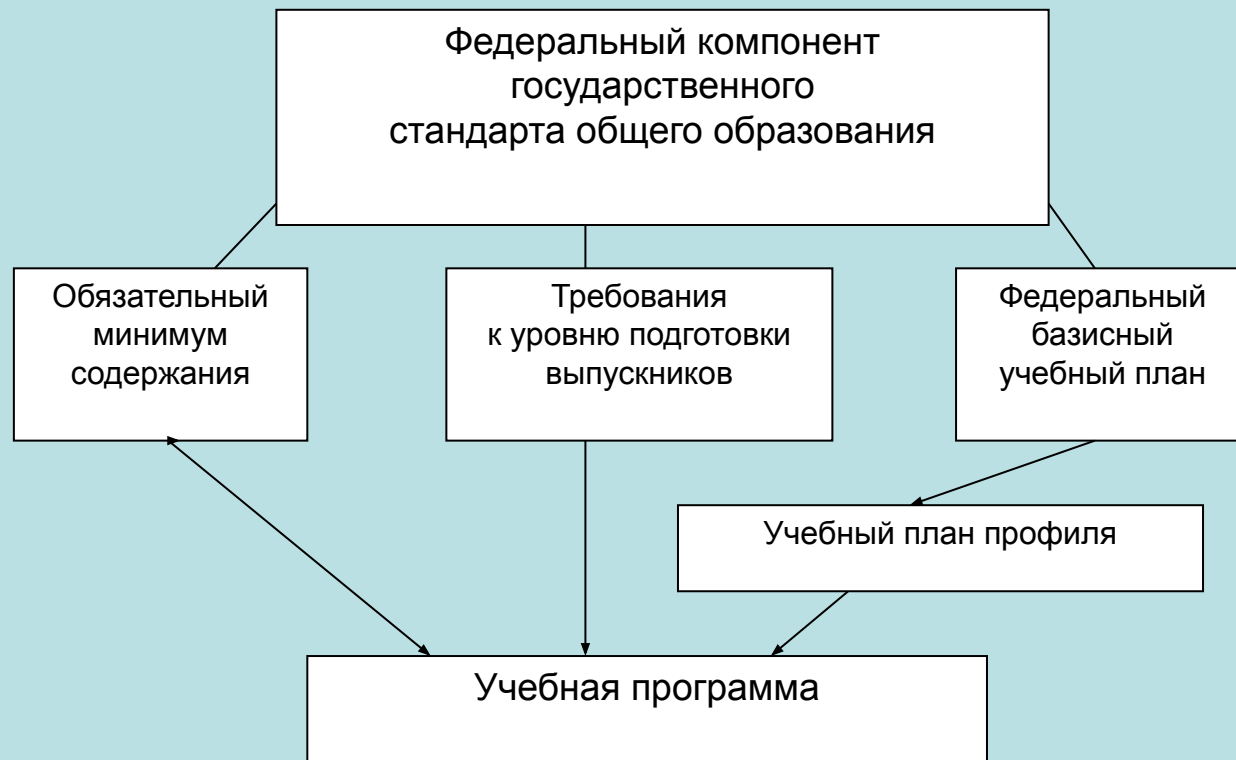 Федеральный компонент
государственного
стандарта общего образования
Обязательный
минимум
содержания
Требования
к уровню подготовки
выпускников
Федеральный
базисный
учебный план
Учебный план профиля
Учебная программа